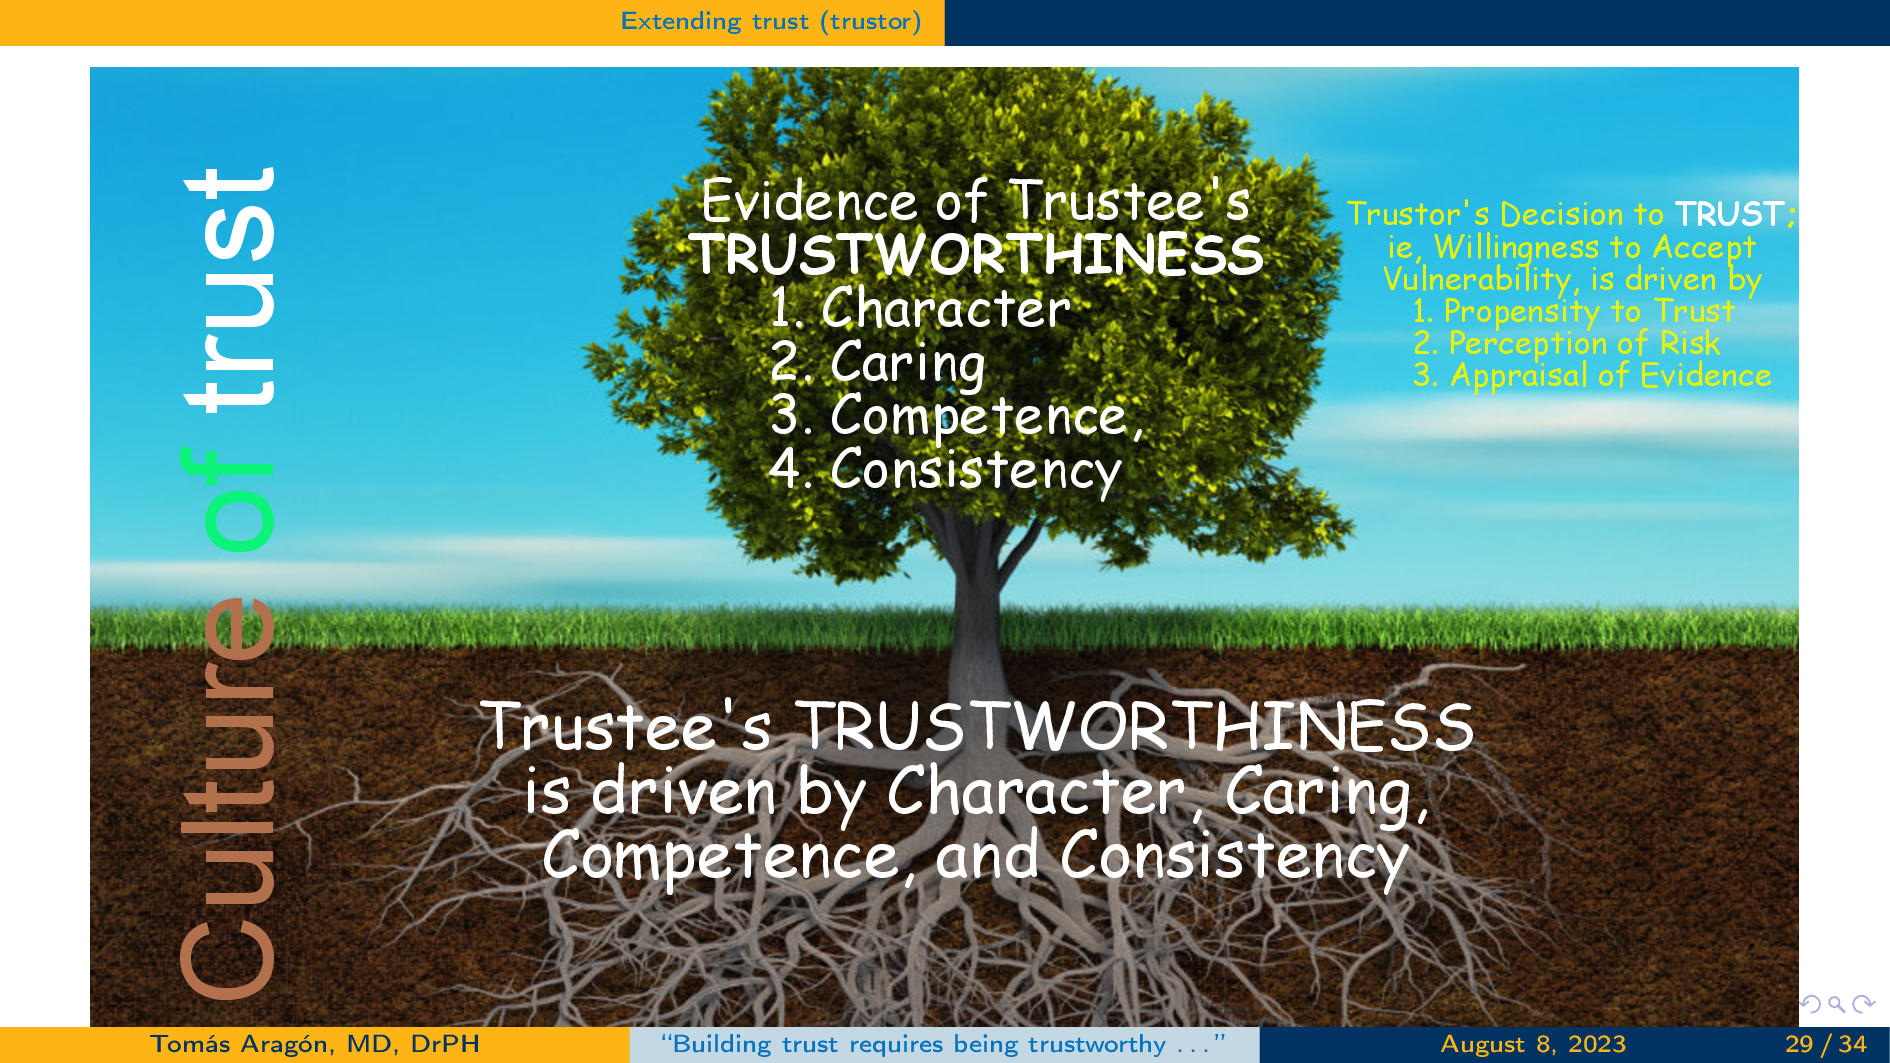 Extending trust (trustor)
Culture of trust
Evidence of Trustee's
TRUSTWORTHINESS
1. Character
2. Caring
3. Competence,
4. Consistency
Trustor's Decision to TRUST;
ie, Willingness to Accept
Vulnerability, is driven by
1. Propensity to Trust
2. Perception of Risk
3. Appraisal of Evidence
Trustee's TRUSTWORTHINESS
is driven by Character, Caring,
Competence, and Consistency
Tomás Aragón, MD, DrPH
“Building trust requires being trustworthy . . . ”
August 8, 2023
29 / 34